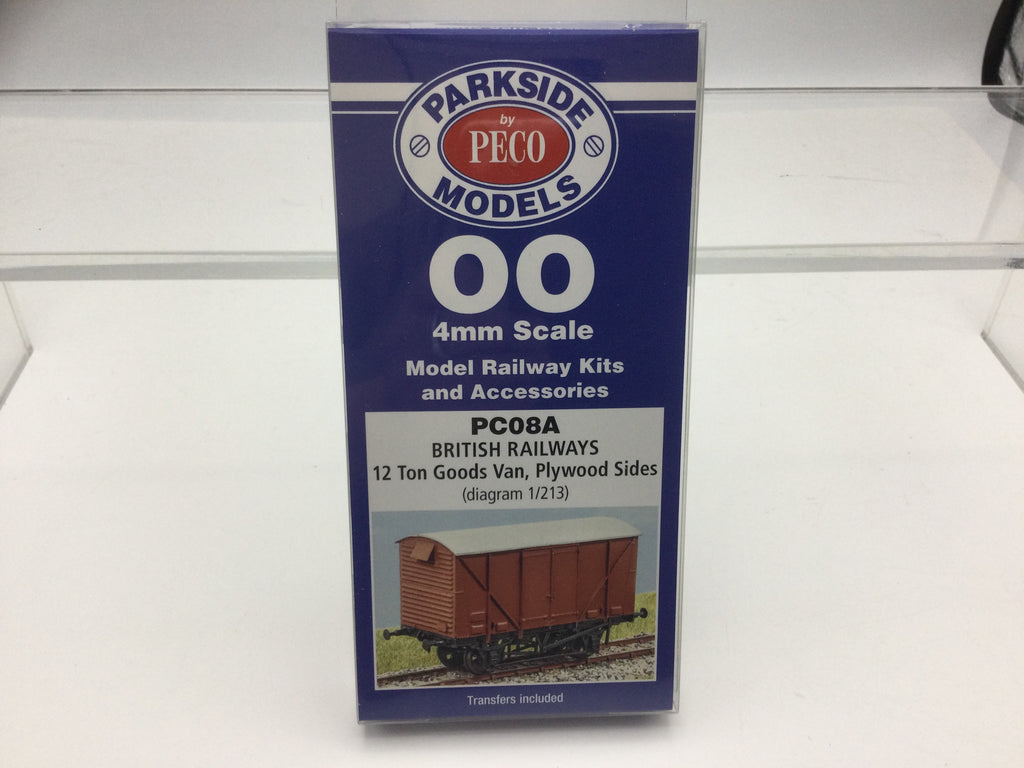 PARKSIDE
by
PECO
MODELS
OO
4mm Scale
Model Railway Kits
and Accessories
PC08A
BRITISH RAILWAYS
12 Ton Goods Van, Plywood Sides
(diagram 1/213)
Transfers included